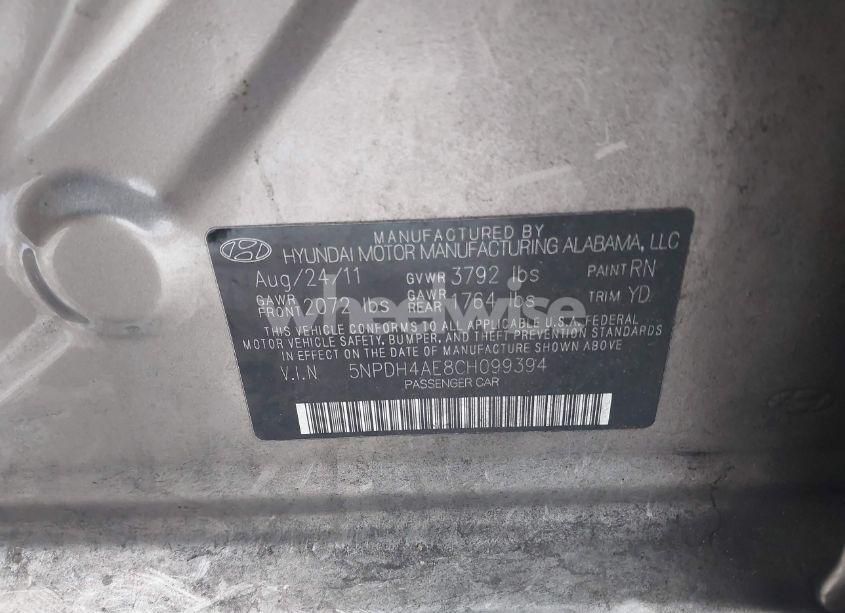 MANUFACTURED BY
HYUNDAI MOTOR MANUFACTURING ALABAMA, LLC
Aug/24/11 GVWR 3792 lbs PAINT RN
GAWR FRONT 2072 lbs GAWR REAR 1764 lbs TRIM YD
THIS VEHICLE CONFORMS TO ALL APPLICABLE U.S.A. FEDERAL
MOTOR VEHICLE SAFETY, BUMPER, AND THEFT PREVENTION STANDARDS
IN EFFECT ON THE DATE OF MANUFACTURE SHOWN ABOVE
V.I.N 5NPDH4AE8CH099394
PASSENGER CAR
wheelwise